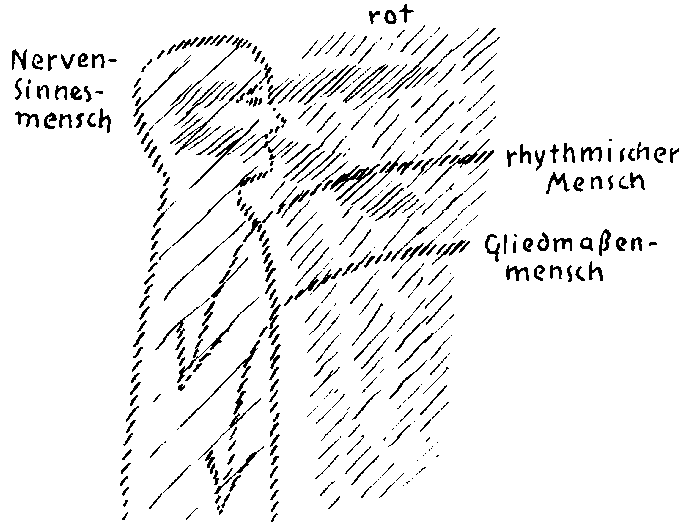 rot
Nerven-
Sinnes-
mensch
rhythmischer
Mensch
Gliedmaßen-
mensch